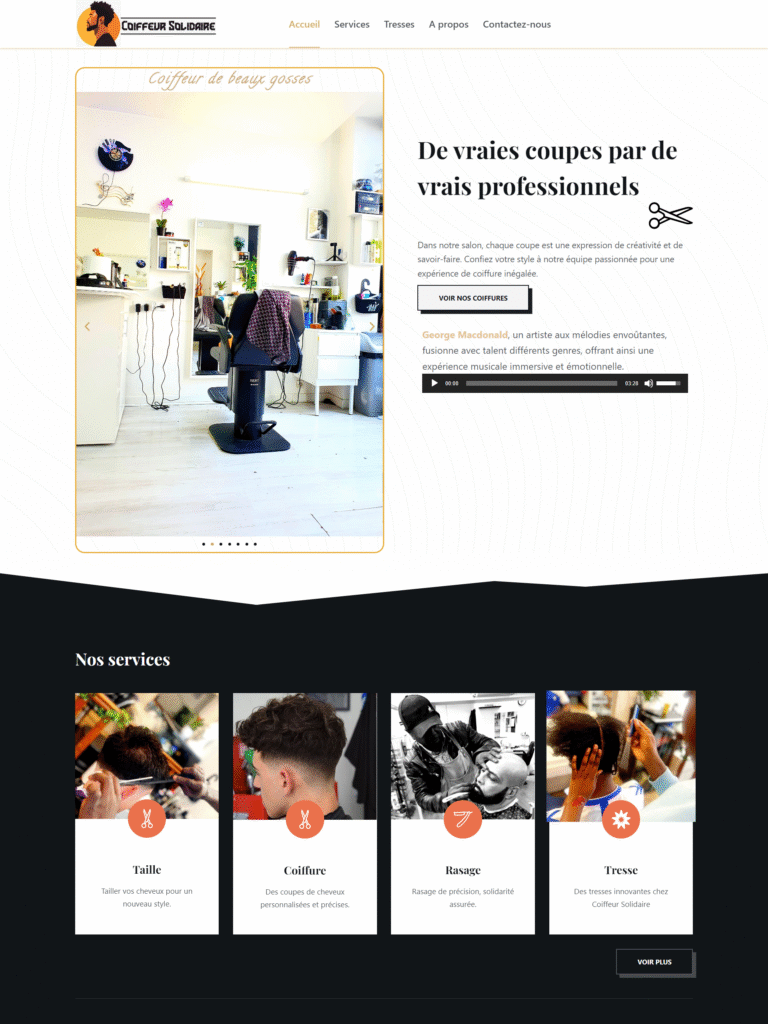 COIFFEUR SOLIDAIRE
Accueil
Services
Tresses
A propos
Contactez-nous
Coiffeur de beaux gosses
De vraies coupes par de
vrais professionnels
Dans notre salon, chaque coupe est une expression de créativité et de
savoir-faire. Confiez votre style à notre équipe passionnée pour une
expérience de coiffure inégalée.
VOIR NOS COIFFURES
George Macdonald, un artiste aux mélodies envoûtantes,
fusionne avec talent différents genres, offrant ainsi une
expérience musicale immersive et émotionnelle.
00:00
03:28
Nos services
Taille
Tailler vos cheveux pour un
nouveau style.
Coiffure
Des coupes de cheveux
personnalisées et précises.
Rasage
Rasage de précision, solidarité
assurée.
Tresse
Des tresses innovantes chez
Coiffeur Solidaire
VOIR PLUS